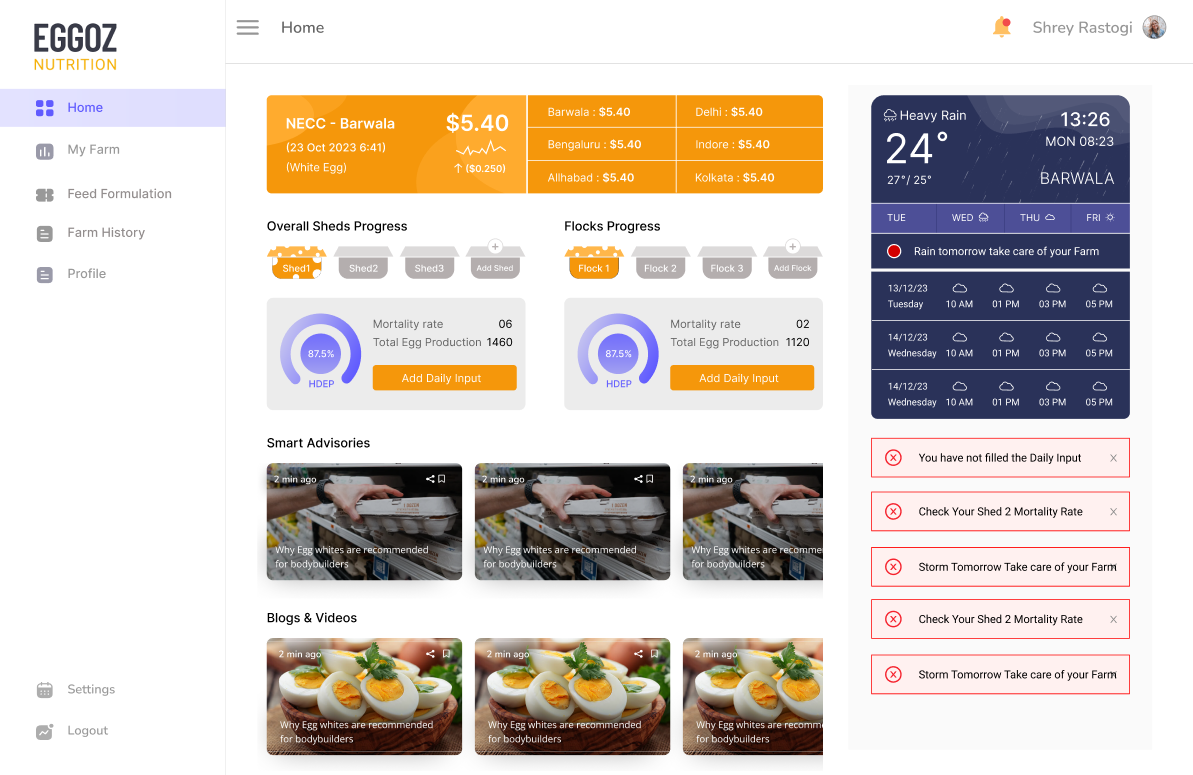 EGGOZ
NUTRITION
Home
My Farm
Feed Formulation
Farm History
Profile
Settings
Logout
Home
Shrey Rastogi
NECC - Barwala
(23 Oct 2023 6:41)
(White Egg)
$5.40
↑ ($0.250)
Barwala : $5.40
Delhi : $5.40
Bengaluru : $5.40
Indore : $5.40
Allhabad : $5.40
Kolkata : $5.40
Overall Sheds Progress
Shed1
Shed2
Shed3
+
Add Shed
87.5%
HDEP
Mortality rate 06
Total Egg Production 1460
Add Daily Input
Flocks Progress
Flock 1
Flock 2
Flock 3
+
Add Flock
87.5%
HDEP
Mortality rate 02
Total Egg Production 1120
Add Daily Input
Smart Advisories
2 min ago
Why Egg whites are recommended
for bodybuilders
2 min ago
Why Egg whites are recommended
for bodybuilders
2 min ago
Why Egg whites are recommen
for bodybuilders
Blogs & Videos
2 min ago
Why Egg whites are recommended
for bodybuilders
2 min ago
Why Egg whites are recommended
for bodybuilders
2 min ago
Why Egg whites are recommen
for bodybuilders
Heavy Rain
24°
27°/ 25°
13:26
MON 08:23
BARWALA
TUE
WED
THU
FRI
Rain tomorrow take care of your Farm
13/12/23
Tuesday 10 AM 01 PM 03 PM 05 PM
14/12/23
Wednesday 10 AM 01 PM 03 PM 05 PM
14/12/23
Wednesday 10 AM 01 PM 03 PM 05 PM
You have not filled the Daily Input
Check Your Shed 2 Mortality Rate
Storm Tomorrow Take care of your Farm
Check Your Shed 2 Mortality Rate
Storm Tomorrow Take care of your Farm